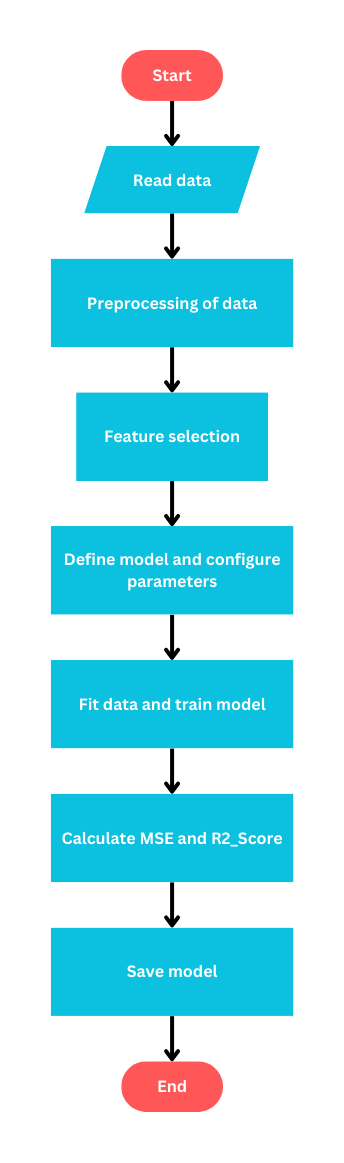 Start
Read data
Preprocessing of data
Feature selection
Define model and configure
parameters
Fit data and train model
Calculate MSE and R2_Score
Save model
End